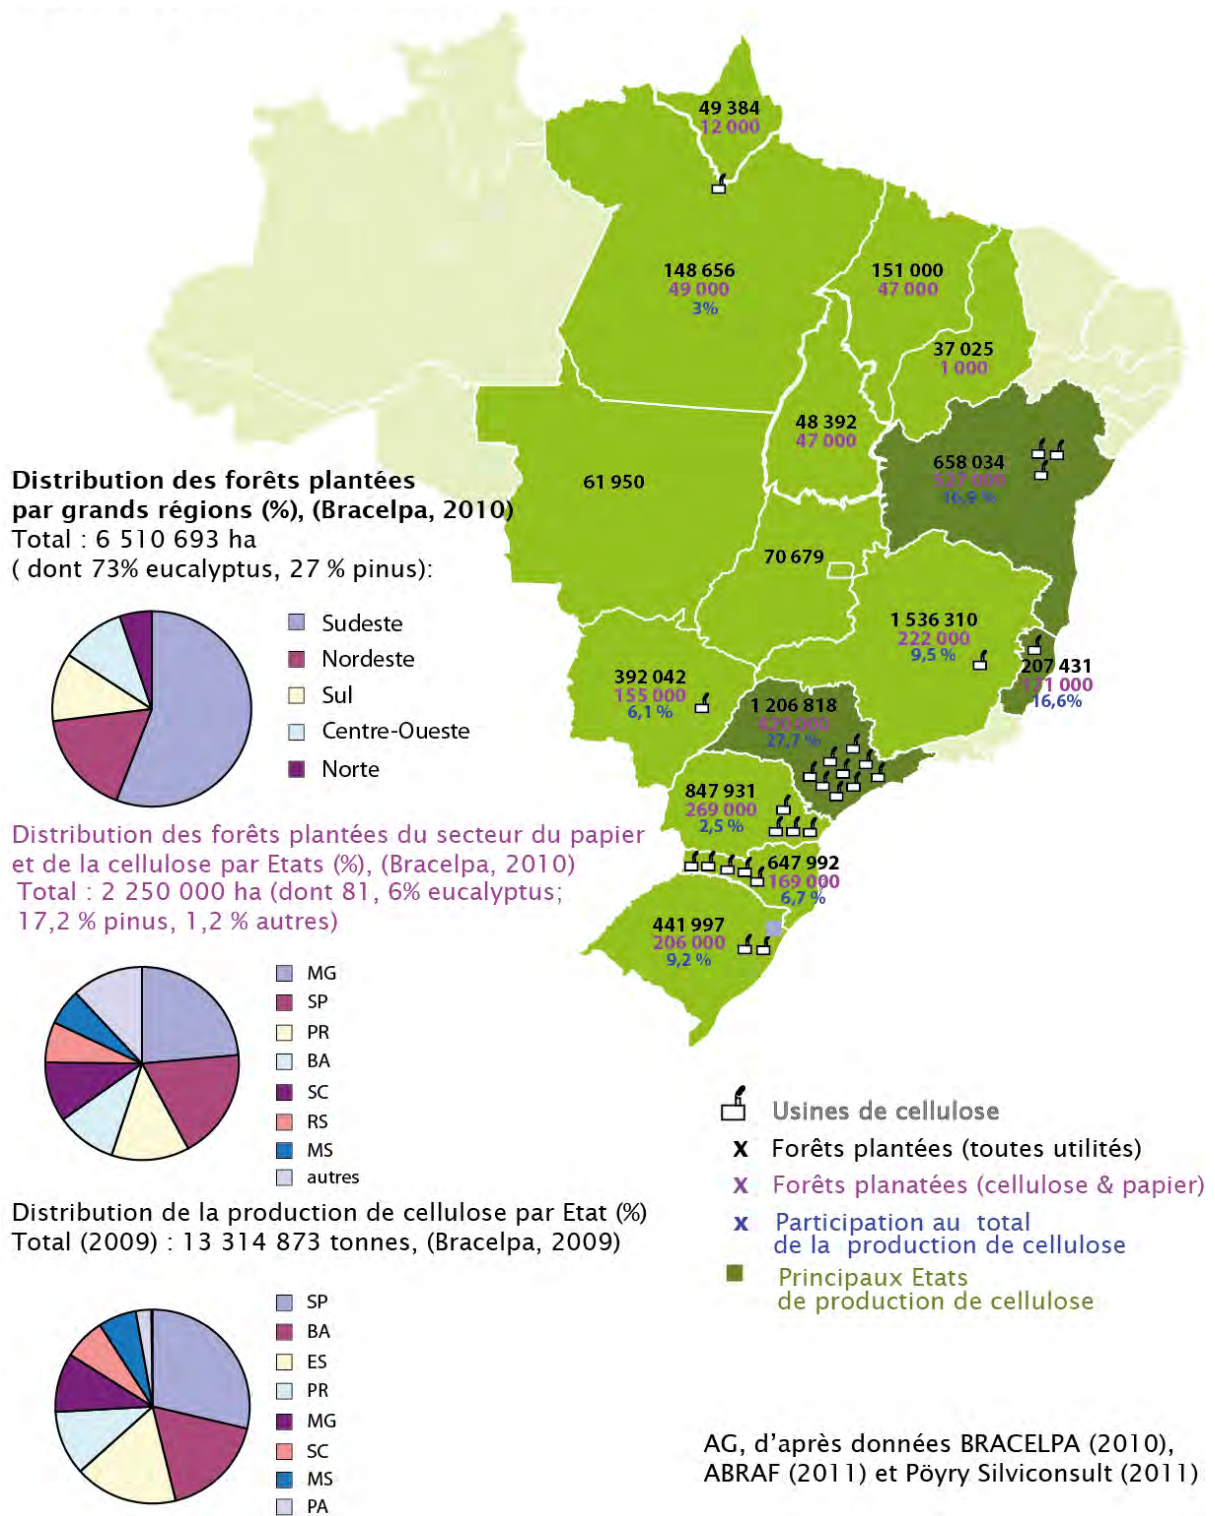 49 384
12 000
148 656
49 000
3%
151 000
47 000
37 025
1 000
48 392
47 000
61 950
658 034
527 000
16,9 %
70 679
1 536 310
222 000
9,5 %
207 431
171 000
16,6%
392 042
155 000
6,1 %
1 206 818
420 000
27,7 %
847 931
269 000
2,5 %
647 992
169 000
6,7 %
441 997
206 000
9,2 %
Distribution des forêts plantées
par grands régions (%), (Bracelpa, 2010)
Total : 6 510 693 ha
( dont 73% eucalyptus, 27 % pinus):
Sudeste
Nordeste
Sul
Centre-Oueste
Norte
Distribution des forêts plantées du secteur du papier
et de la cellulose par Etats (%), (Bracelpa, 2010)
Total : 2 250 000 ha (dont 81, 6% eucalyptus;
17,2 % pinus, 1,2 % autres)
MG
SP
PR
BA
SC
RS
MS
autres
Distribution de la production de cellulose par Etat (%)
Total (2009) : 13 314 873 tonnes, (Bracelpa, 2009)
SP
BA
ES
PR
MG
SC
MS
PA
Usines de cellulose
x Forêts plantées (toutes utilités)
x Forêts planatées (cellulose & papier)
x Participation au total
de la production de cellulose
Principaux Etats
de production de cellulose
AG, d'après données BRACELPA (2010),
ABRAF (2011) et Pöyry Silviconsult (2011)